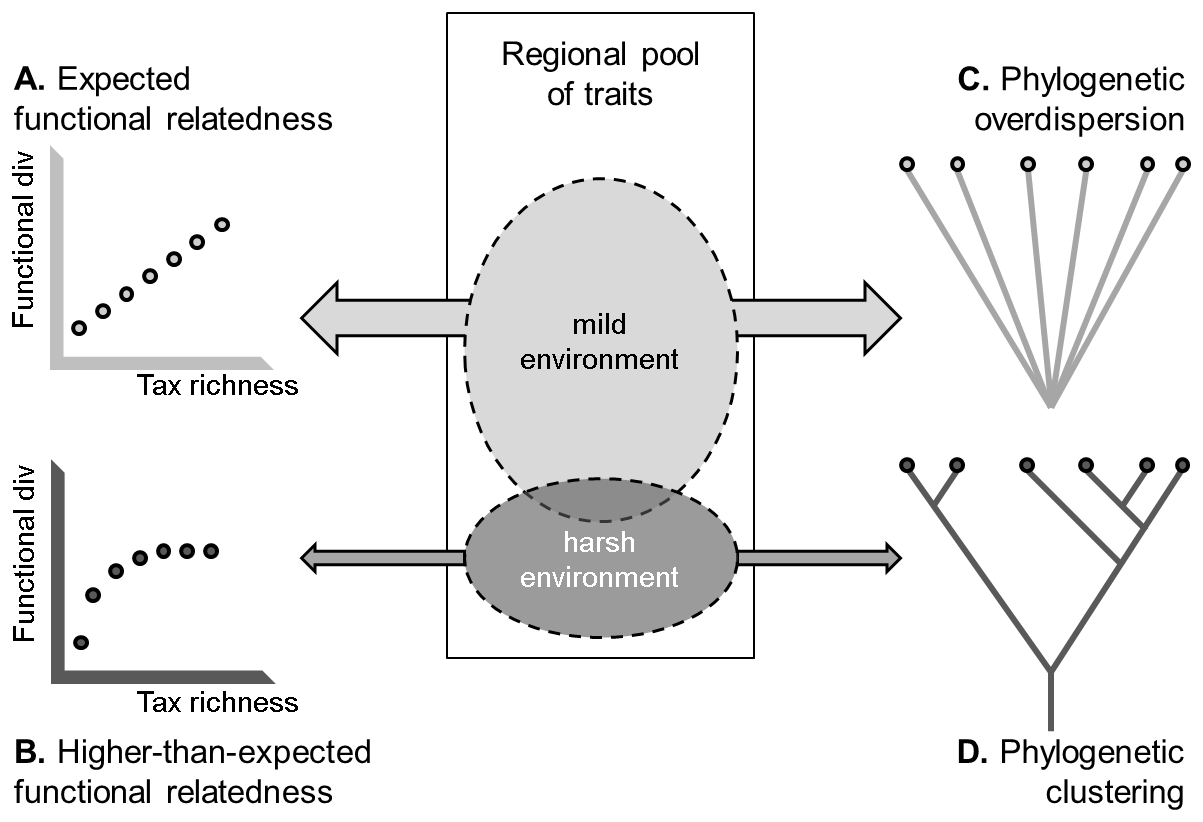 Regional pool
of traits
A. Expected
functional relatedness
Functional div
Tax richness
C. Phylogenetic
overdispersion
mild
environment
harsh
environment
Functional div
Tax richness
B. Higher-than-expected
functional relatedness
D. Phylogenetic
clustering